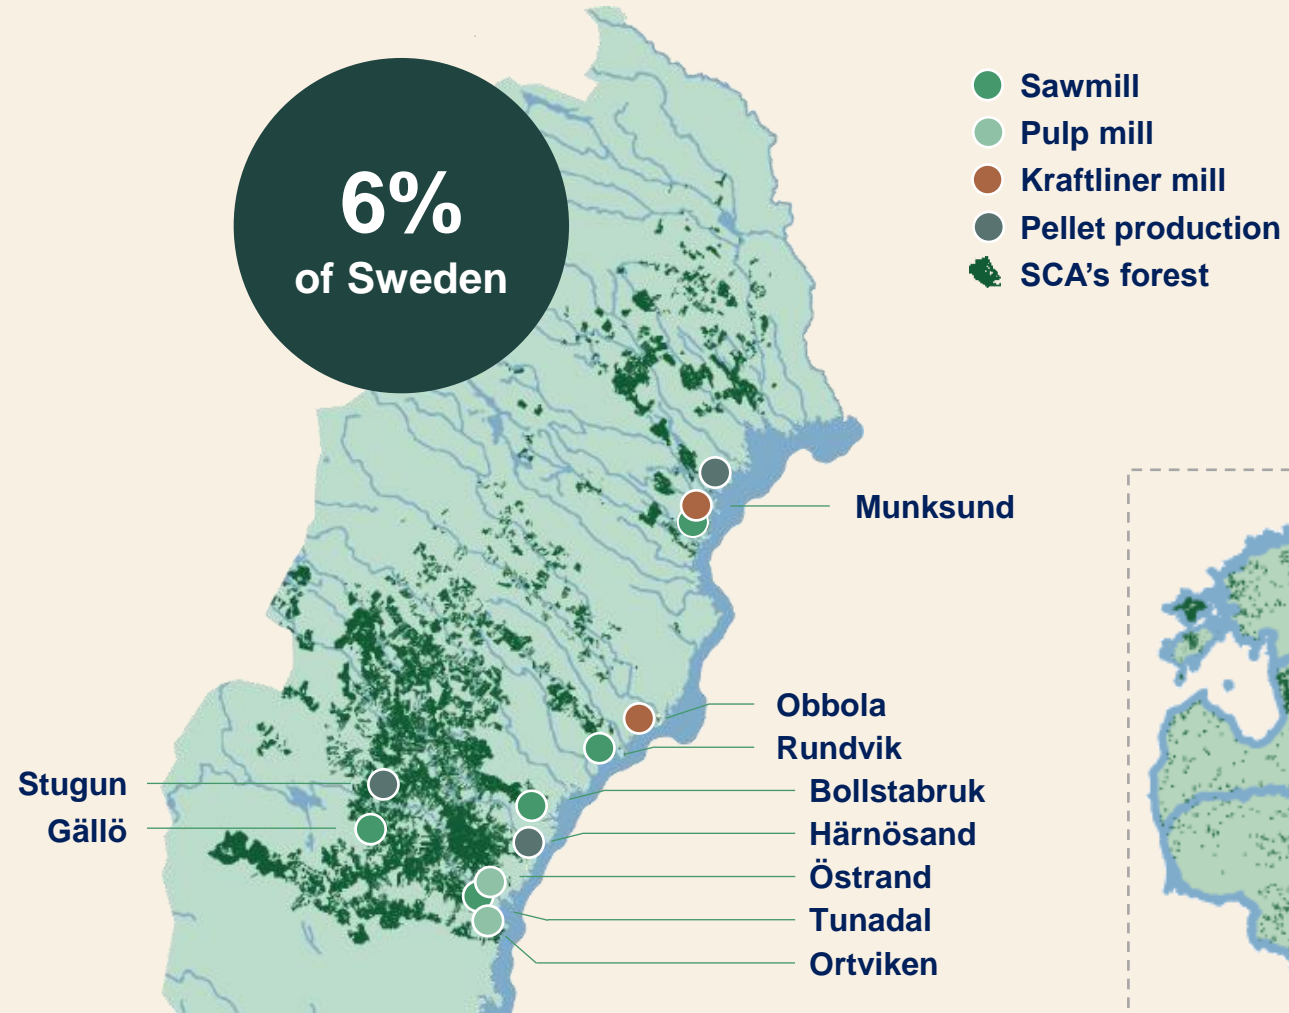 6%
of Sweden
Sawmill
Pulp mill
Kraftliner mill
Pellet production
SCA's forest
Munksund
Obbola
Rundvik
Stugun
Bollstabruk
Gällö
Härnösand
Östrand
Tunadal
Ortviken